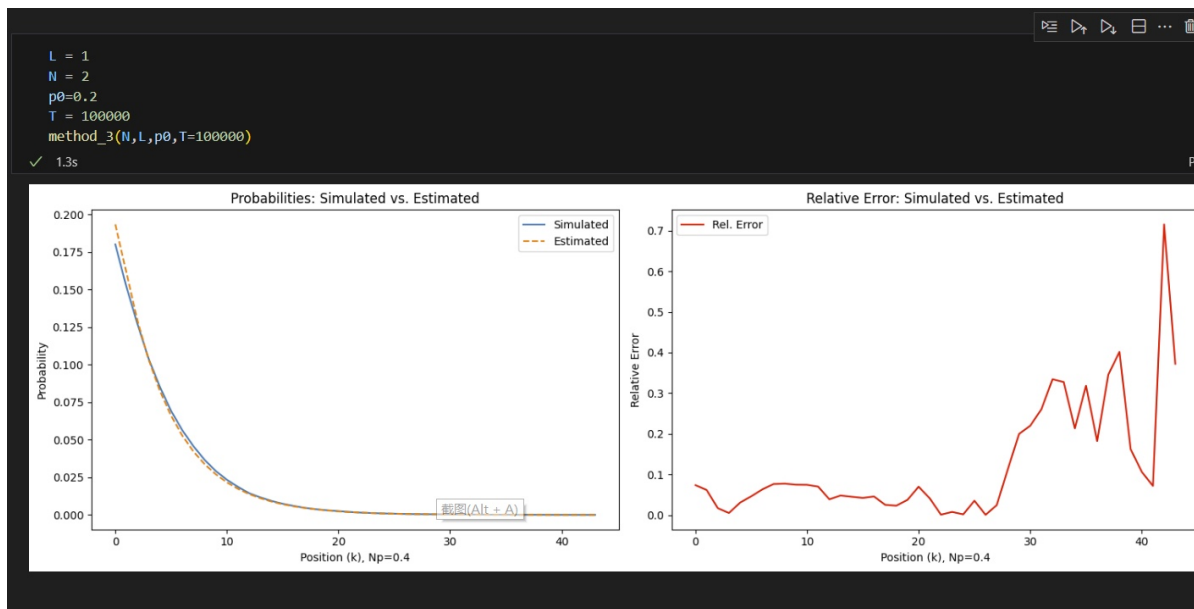 L = 1
N = 2
p0=0.2
T = 100000
method_3(N,L,p0,T=100000)
1.3s
Probabilities: Simulated vs. Estimated
0.200
0.175
0.150
0.125
0.100
0.075
0.050
0.025
0.000
Probability
Simulated
Estimated
截图(Alt + A)
0
10
20
30
40
Position (k), Np=0.4
Relative Error: Simulated vs. Estimated
0.7
0.6
0.5
0.4
0.3
0.2
0.1
0.0
Relative Error
Rel. Error
0
10
20
30
40
Position (k), Np=0.4